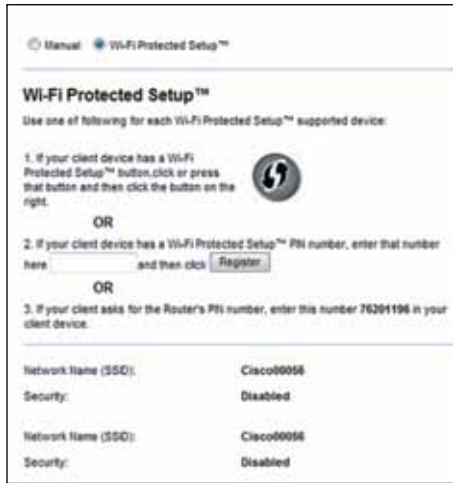 Manual Wi-Fi Protected Setup™
Wi-Fi Protected Setup™
Use one of following for each Wi-Fi Protected Setup™ supported device:
1. If your client device has a Wi-Fi
Protected Setup™ button,click or press
that button and then click the button on the
right.
OR
2. If your client device has a Wi-Fi Protected Setup™ PIN number, enter that number
here and then click Register
OR
3. If your client asks for the Router's PIN number, enter this number 76201196 in your
client device.
Network Name (SSID): Cisco00056
Security: Disabled
Network Name (SSID): Cisco00056
Security: Disabled